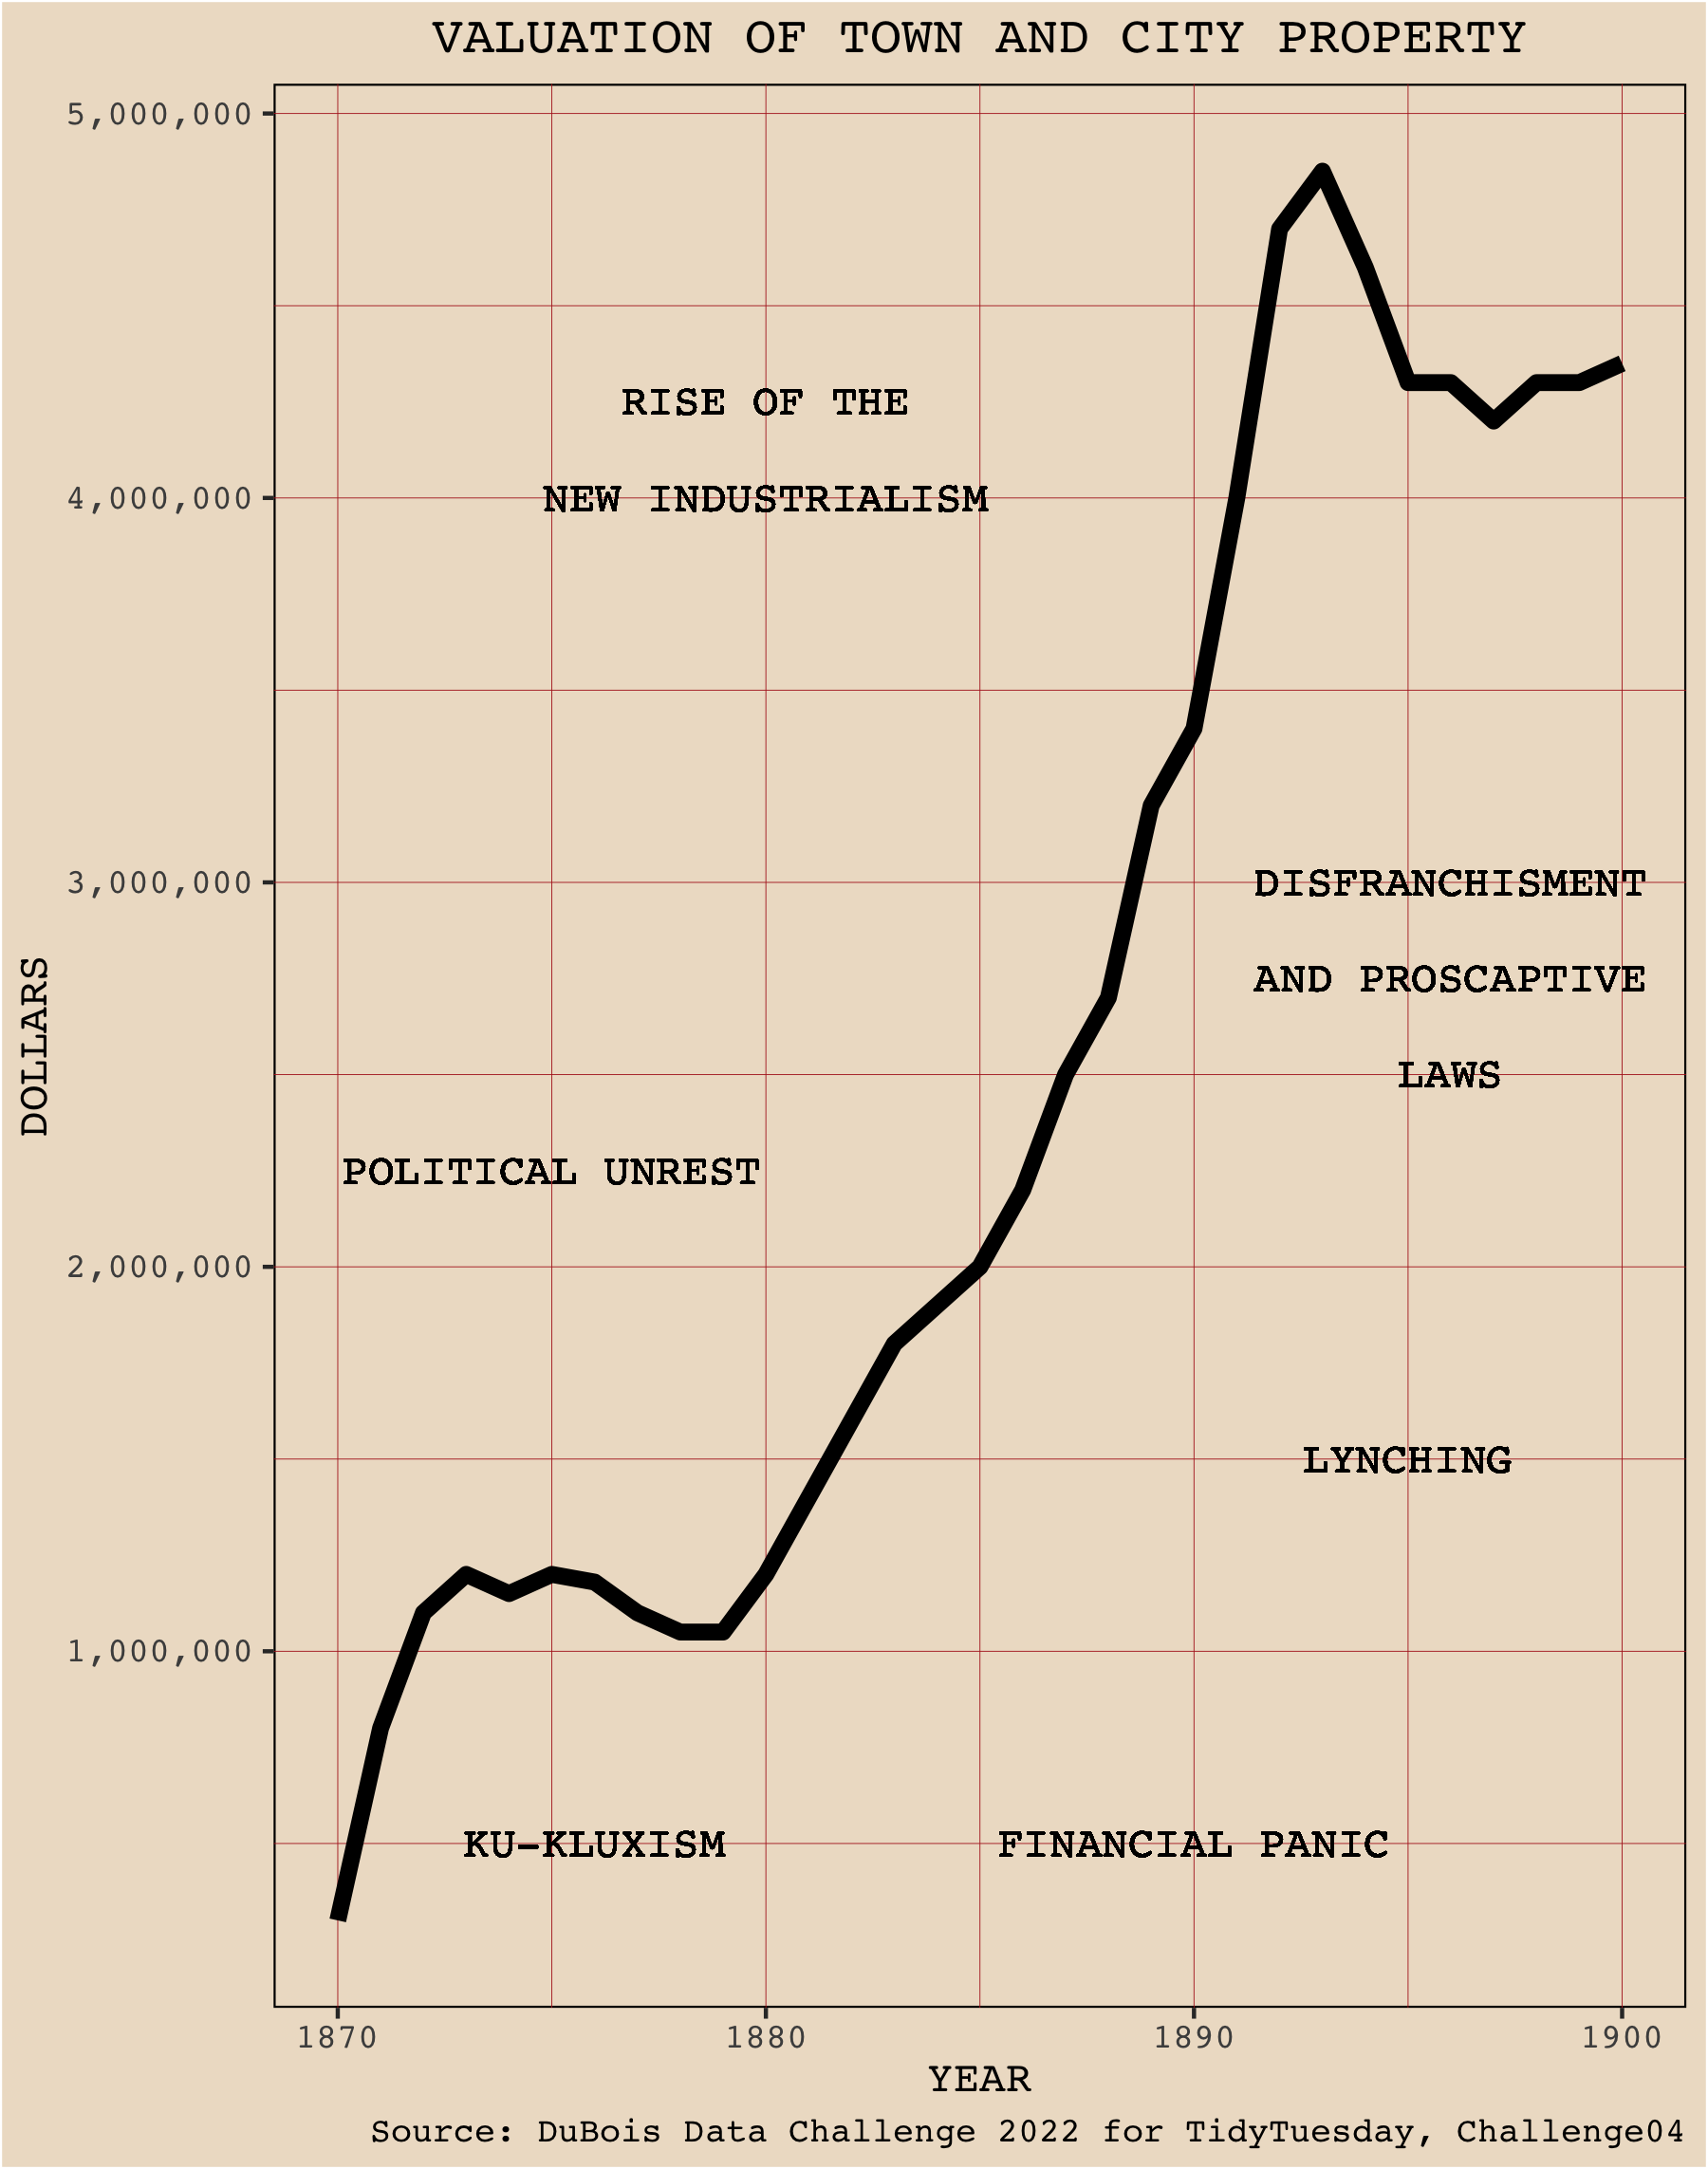 VALUATION OF TOWN AND CITY PROPERTY
5,000,000
4,000,000
3,000,000
2,000,000
1,000,000
DOLLARS
RISE OF THE
NEW INDUSTRIALISM
DISFRANCHISMENT
AND PROSCAPTIVE
LAWS
POLITICAL UNREST
LYNCHING
KU-KLUXISM
FINANCIAL PANIC
1870
1880
1890
1900
YEAR
Source: DuBois Data Challenge 2022 for TidyTuesday, Challenge04